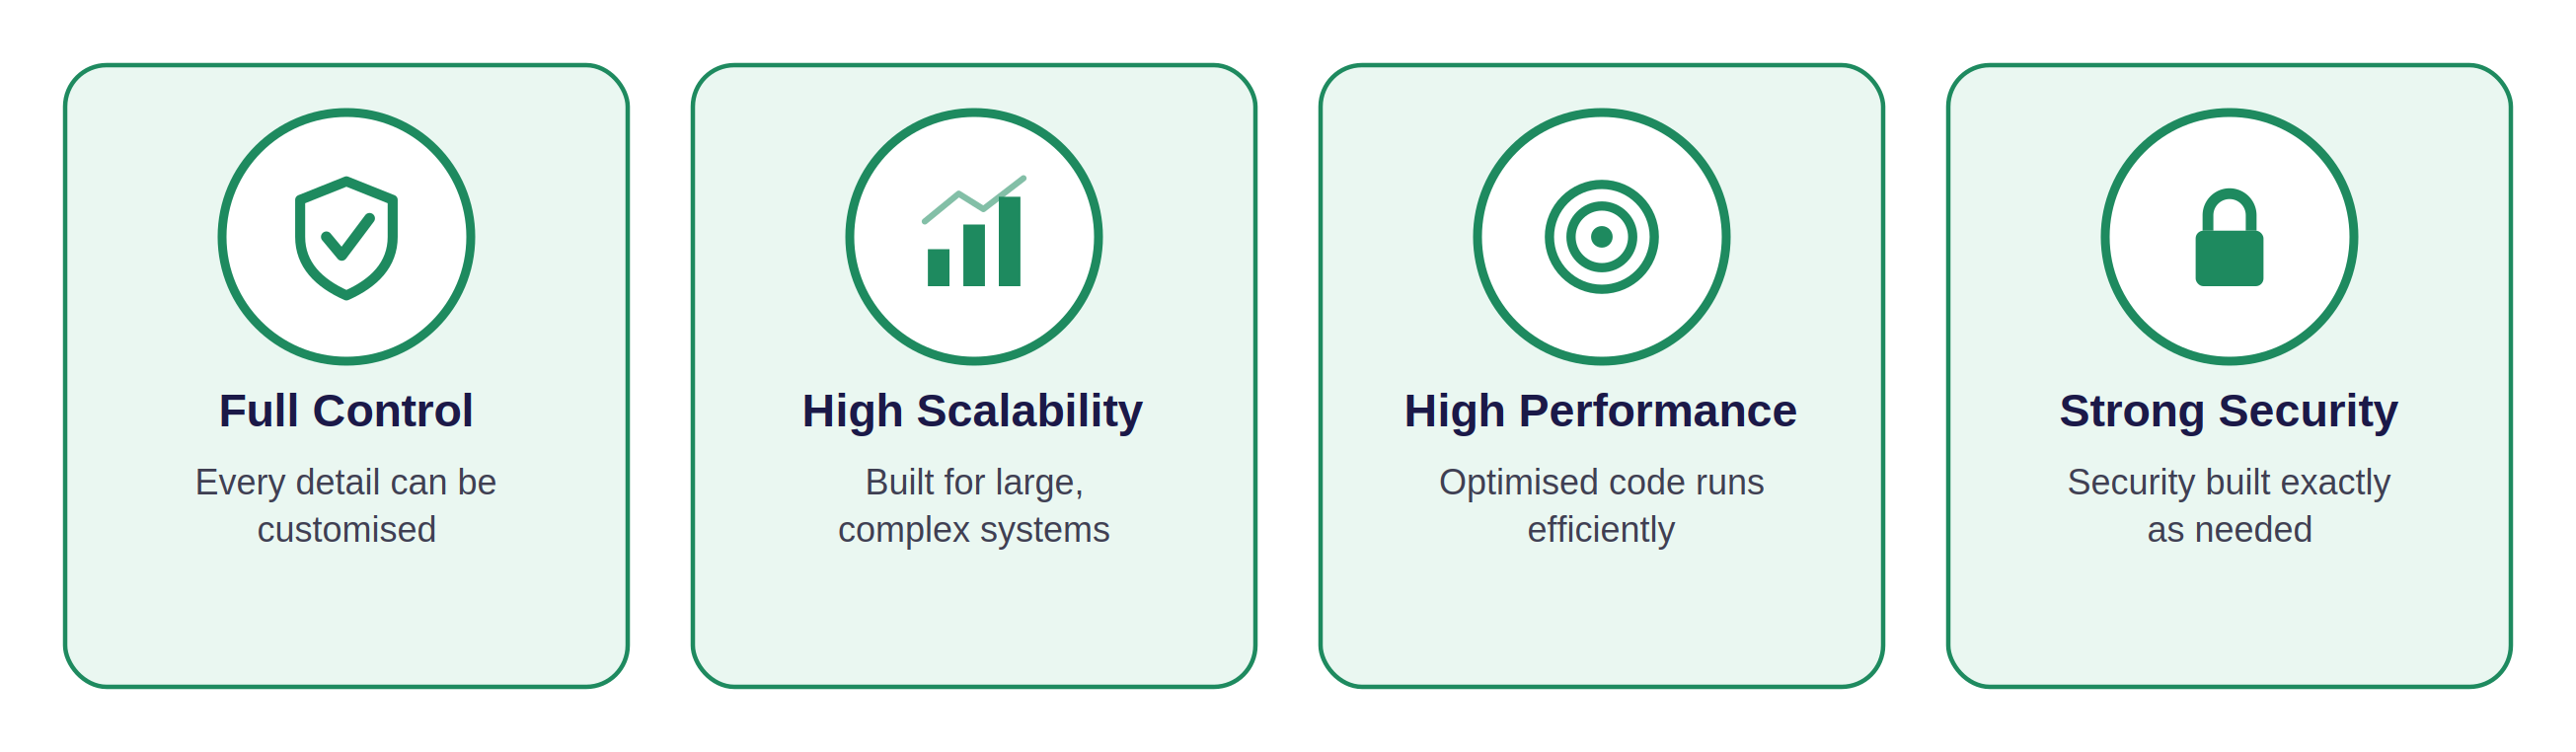 Full Control
Every detail can be
customised
High Scalability
Built for large,
complex systems
High Performance
Optimised code runs
efficiently
Strong Security
Security built exactly
as needed